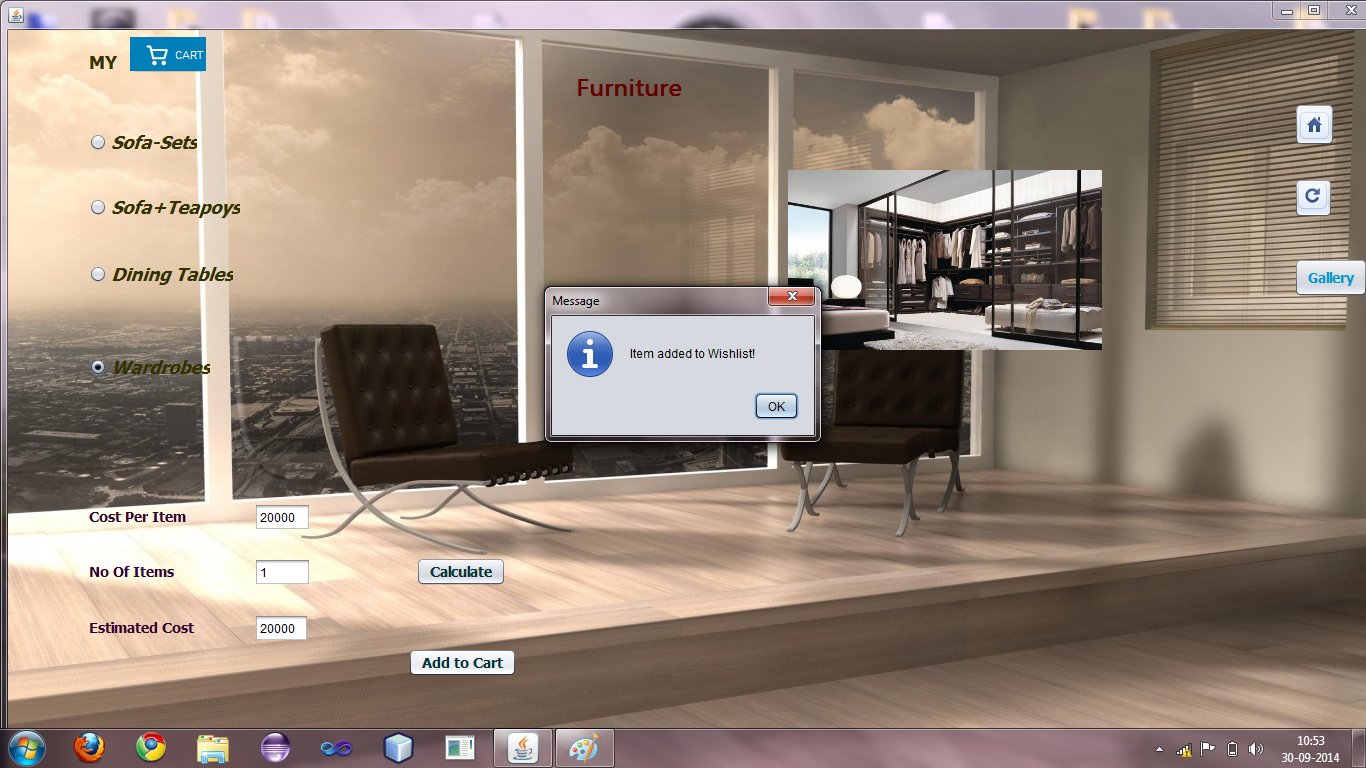 MY CART
Furniture
Sofa-Sets
Sofa+Teapoys
Dining Tables
Gallery
Message
Item added to Wishlist!
OK
Wardrobes
Cost Per Item 20000
No Of Items 1 Calculate
Estimated Cost 20000
Add to Cart
10:53
30-09-2014